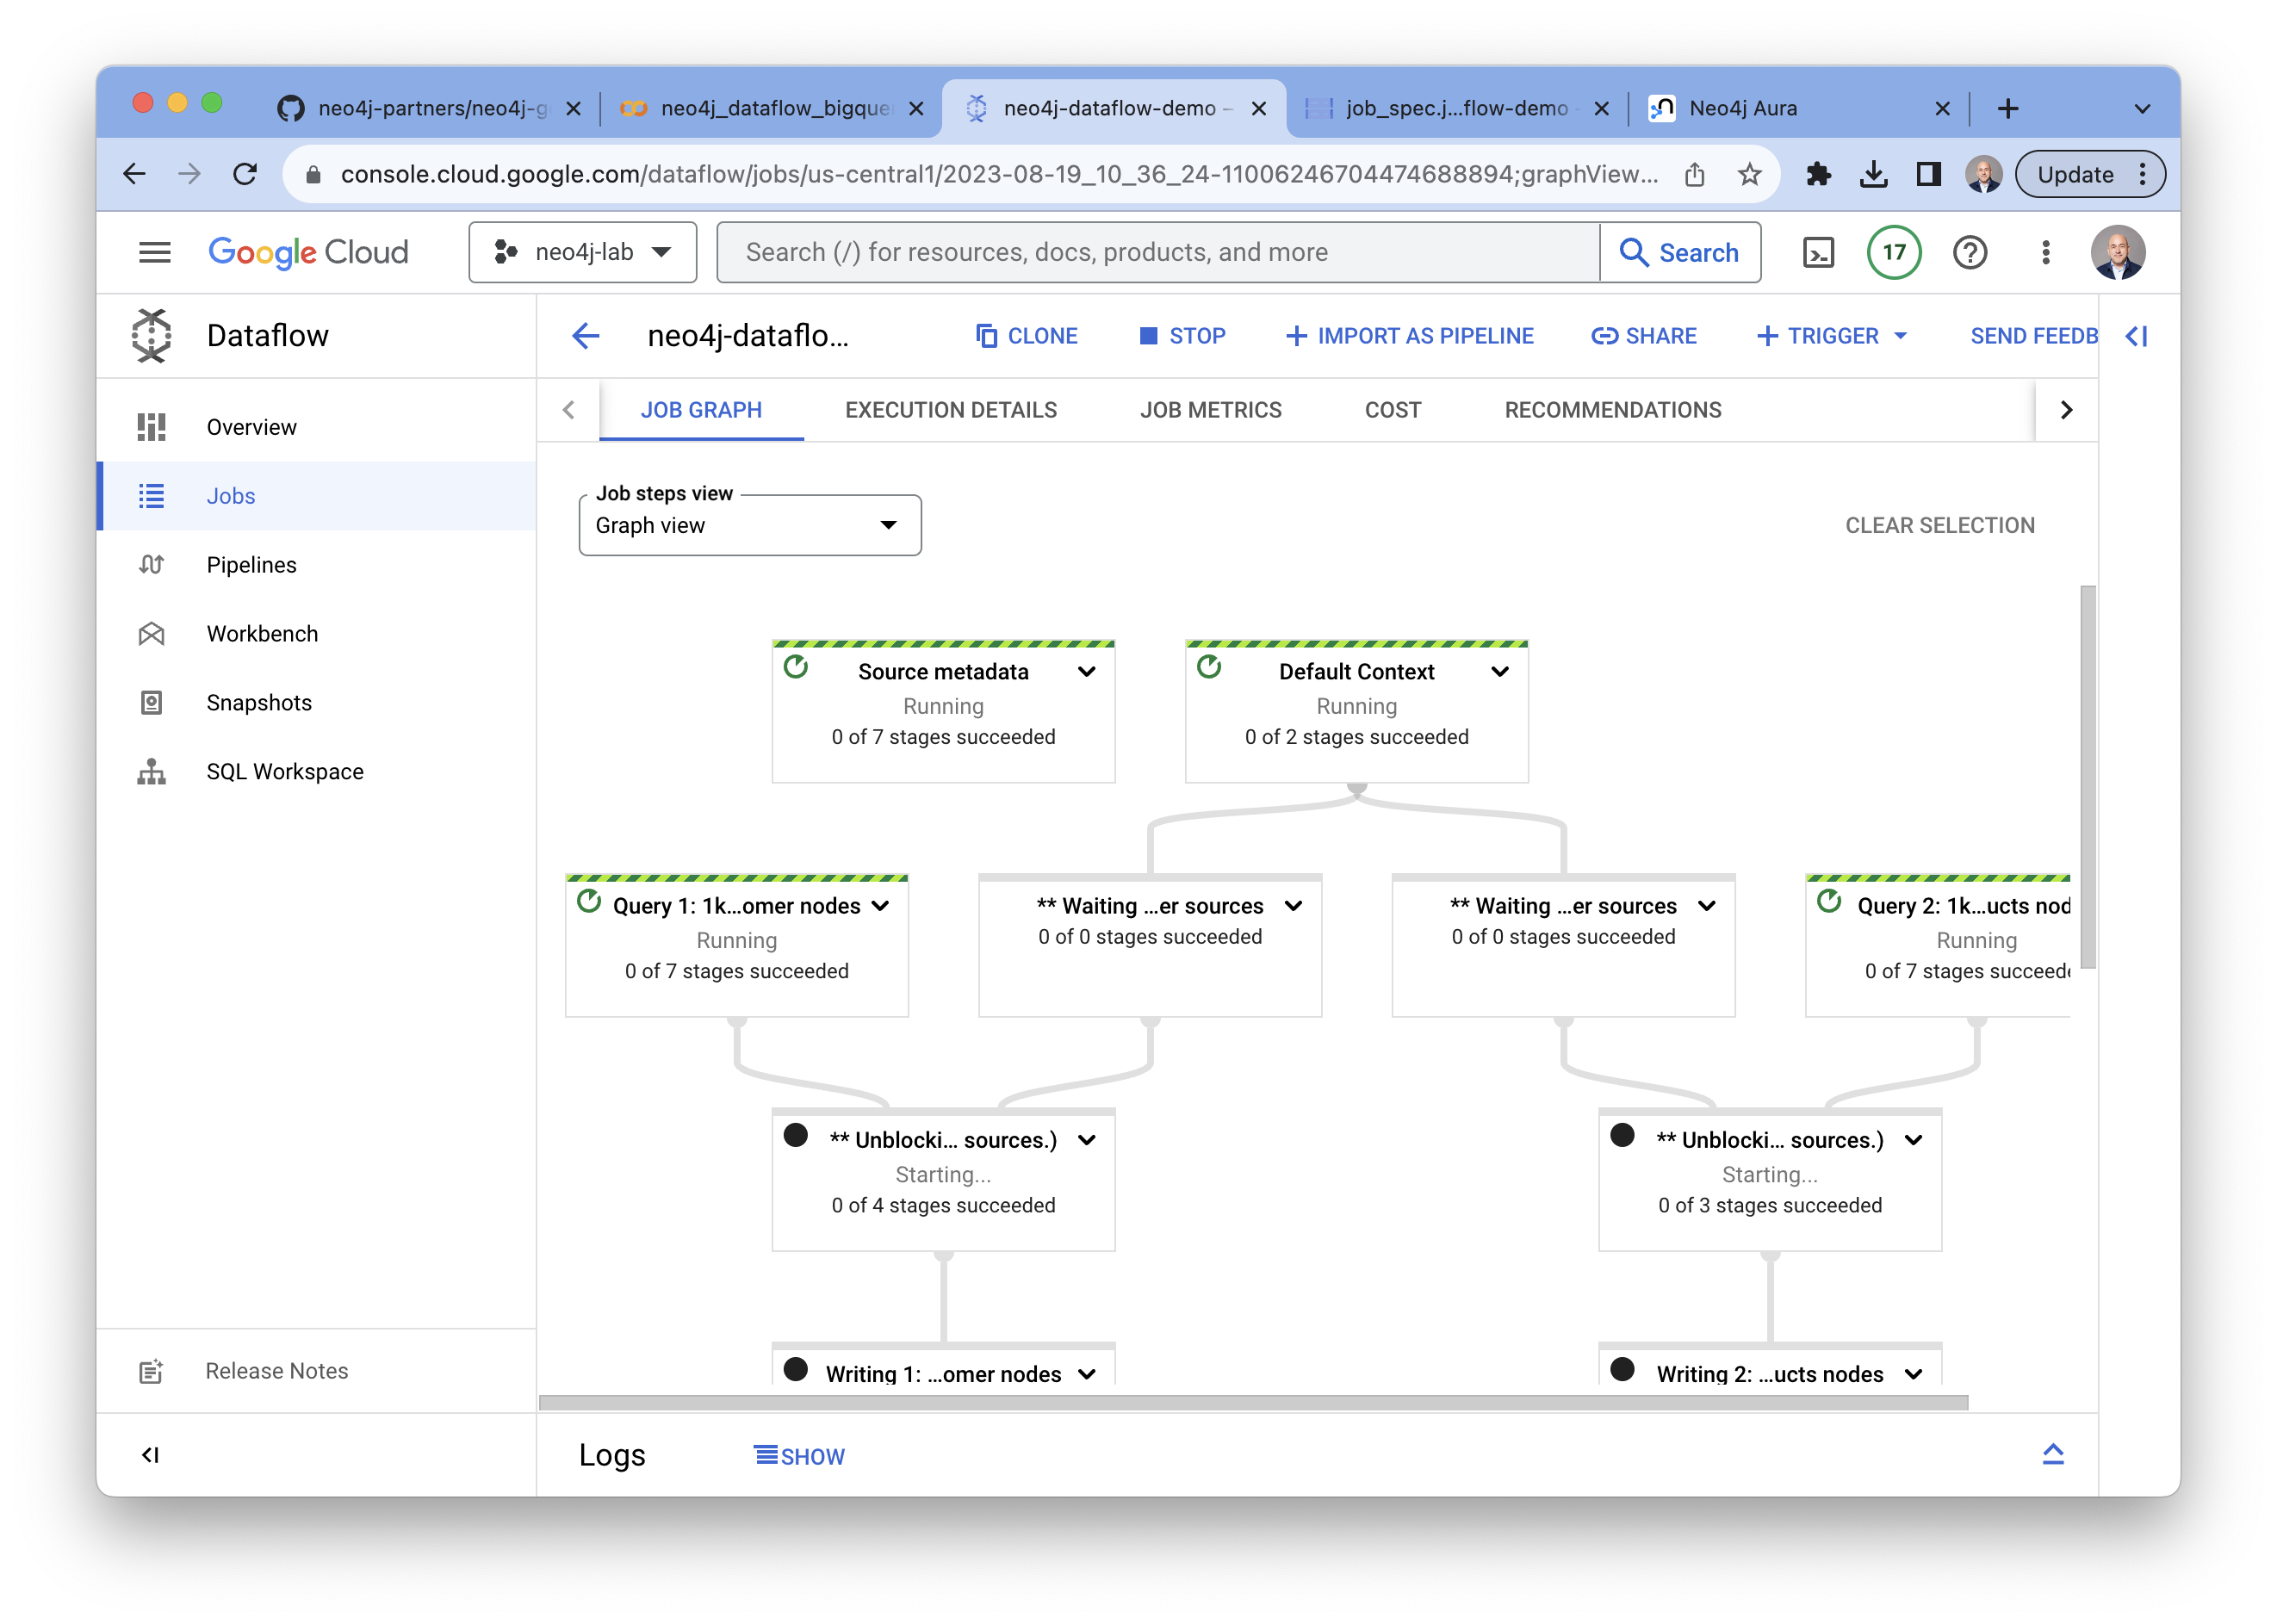 neo4j-partners/neo4j-g
neo4j_dataflow_bigque
neo4j-dataflow-demo –
job_spec.j...flow-demo
Neo4j Aura
console.cloud.google.com/dataflow/jobs/us-central1/2023-08-19_10_36_24-11006246704474688894;graphView...
Update
Google Cloud
neo4j-lab
Search (/) for resources, docs, products, and more
Search
17
Dataflow
neo4j-dataflo...
CLONE
STOP
IMPORT AS PIPELINE
SHARE
TRIGGER
SEND FEEDB
Overview
Jobs
Pipelines
Workbench
Snapshots
SQL Workspace
Release Notes
JOB GRAPH
EXECUTION DETAILS
JOB METRICS
COST
RECOMMENDATIONS
Job steps view
Graph view
CLEAR SELECTION
Source metadata
Running
0 of 7 stages succeeded
Default Context
Running
0 of 2 stages succeeded
Query 1: 1k...omer nodes
Running
0 of 7 stages succeeded
** Waiting ...er sources
0 of 0 stages succeeded
** Waiting ...er sources
0 of 0 stages succeeded
Query 2: 1k...ucts nod
Running
0 of 7 stages succeed
** Unblocki... sources.)
Starting...
0 of 4 stages succeeded
** Unblocki... sources.)
Starting...
0 of 3 stages succeeded
Writing 1: ...omer nodes
Writing 2: ...ucts nodes
Logs
SHOW